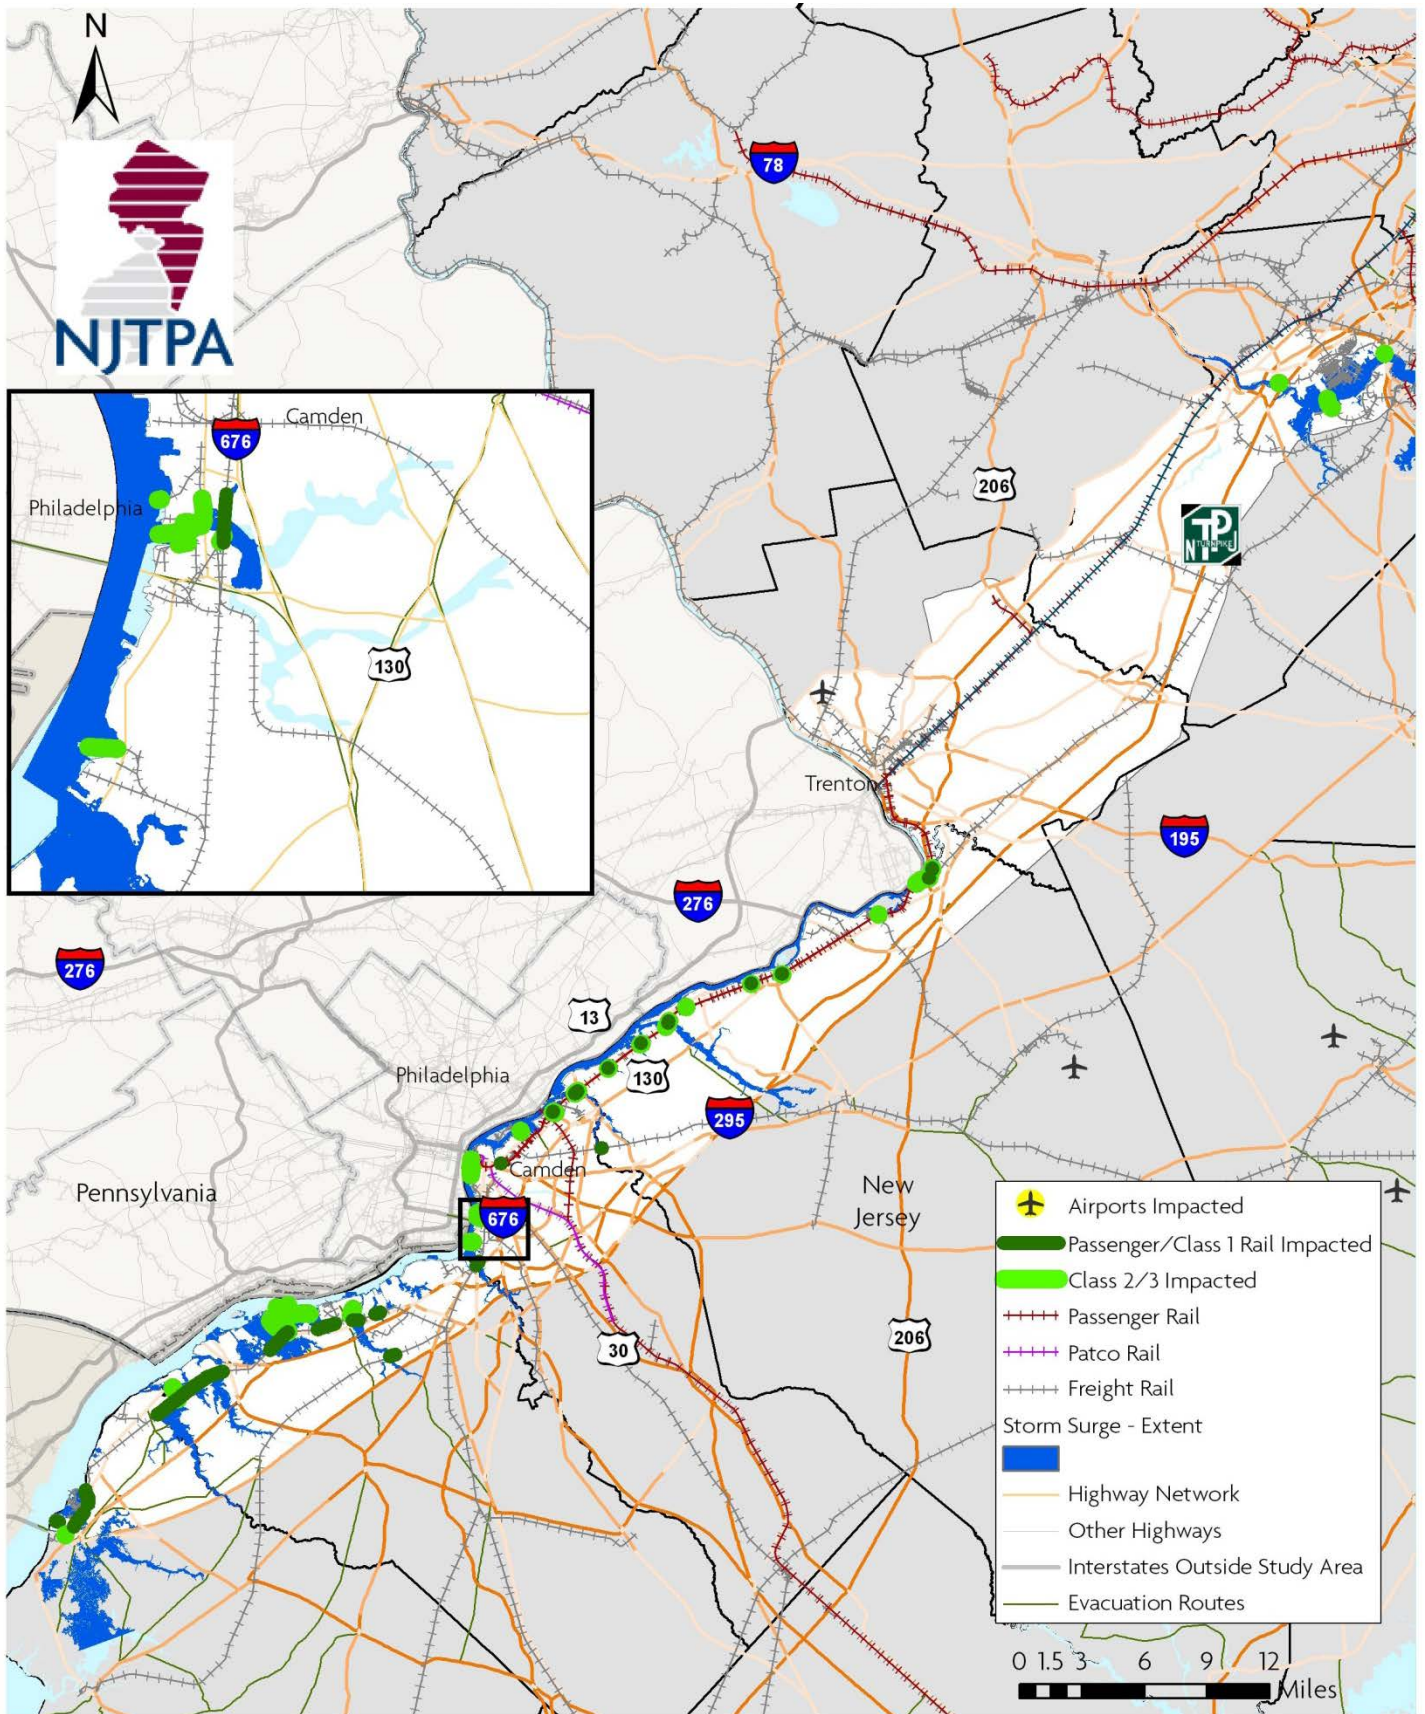 N
NJTPA
78
Camden
676
Philadelphia
130
206
N TP J
TURNPIKE
Trenton
195
276
276
13
Philadelphia
130
295
Camden
Pennsylvania
676
New
Jersey
30
206
Airports Impacted
Passenger/Class 1 Rail Impacted
Class 2/3 Impacted
Passenger Rail
Patco Rail
Freight Rail
Storm Surge - Extent
Highway Network
Other Highways
Interstates Outside Study Area
Evacuation Routes
0 1.5 3 6 9 12
Miles